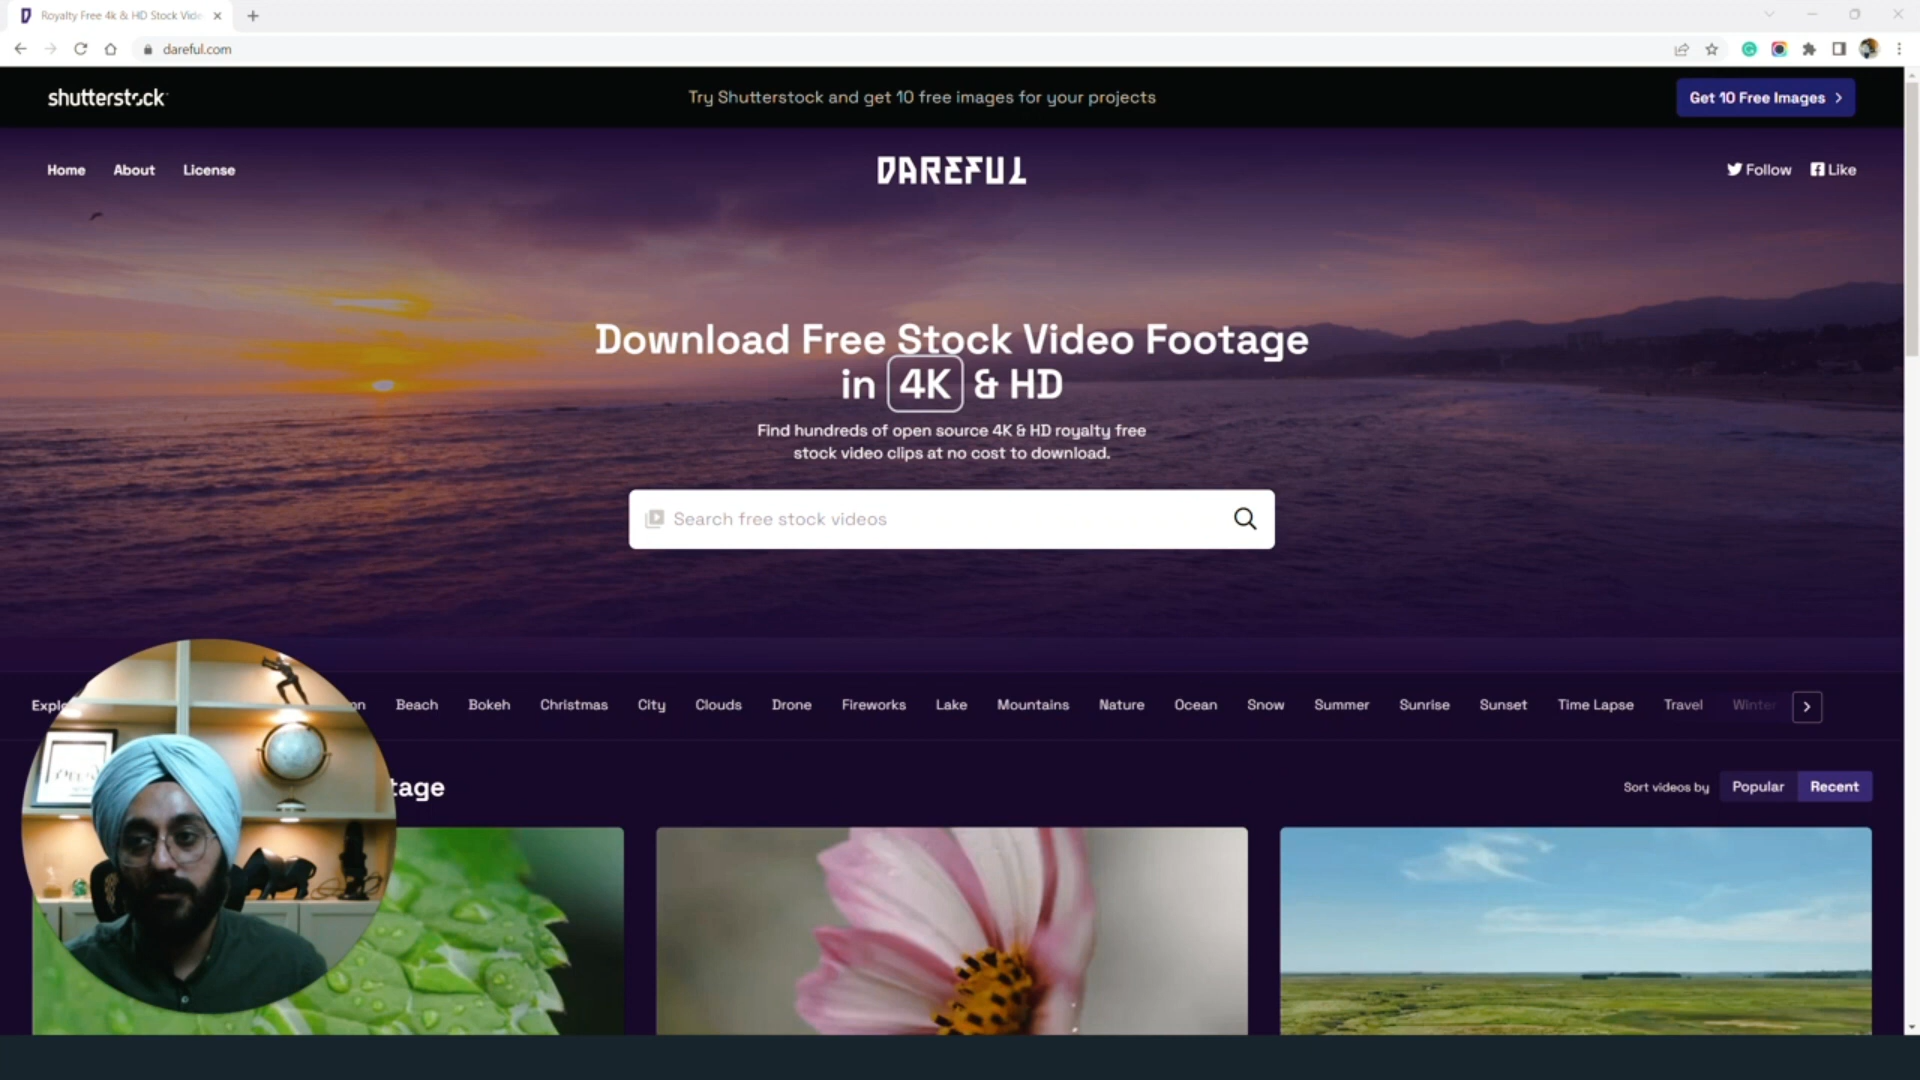 Royalty Free 4k & HD Stock Vide
dareful.com
shutterstock
Try Shutterstock and get 10 free images for your projects
Get 10 Free Images
Home About License
DAREFUL
Follow Like
Download Free Stock Video Footage
in 4K & HD
Find hundreds of open source 4K & HD royalty free
stock video clips at no cost to download.
Search free stock videos
Beach Bokeh Christmas City Clouds Drone Fireworks Lake Mountains Nature Ocean Snow Summer Sunrise Sunset Time Lapse Travel Winter
Sort videos by Popular Recent